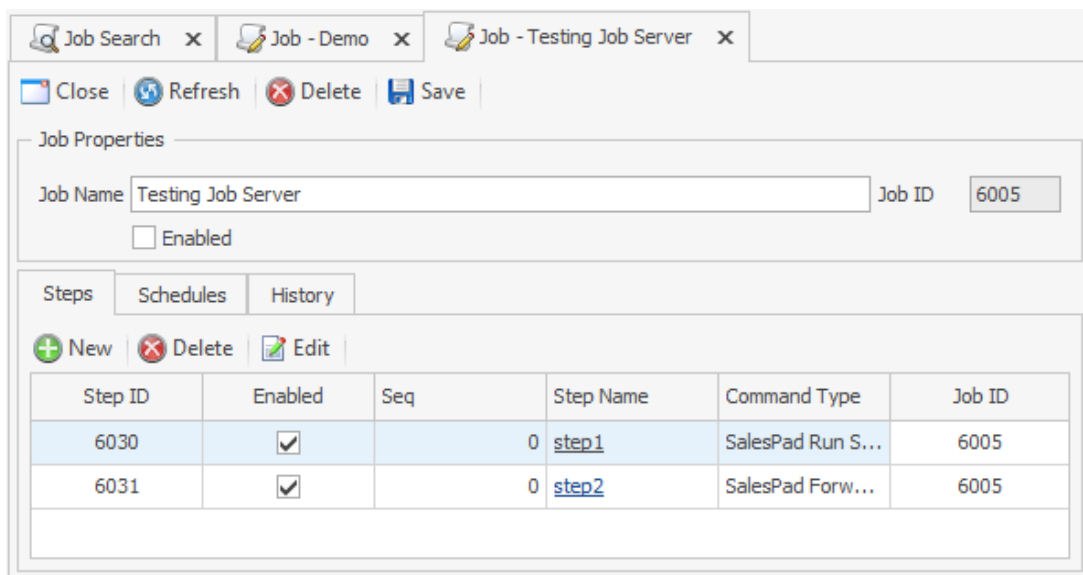 Job Search Job - Demo Job - Testing Job Server
Close Refresh Delete Save
Job Properties
Job Name Testing Job Server Job ID 6005
Enabled
Steps Schedules History
New Delete Edit
Step ID Enabled Seq Step Name Command Type Job ID
6030 0 step1 SalesPad Run S... 6005
6031 0 step2 SalesPad Forw... 6005